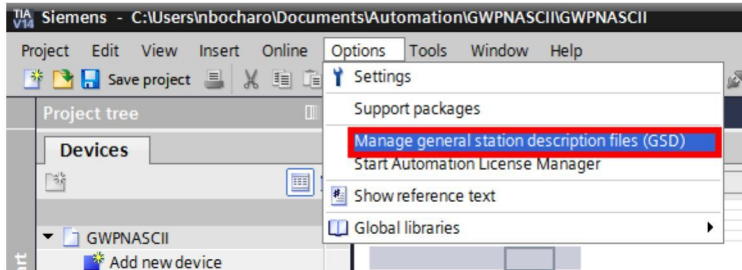 TIA V14 Siemens - C:\Users\nbocharo\Documents\Automation\GWPNASCII\GWPNASCII
Project Edit View Insert Online Options Tools Window Help
Save project
Settings
Support packages
Manage general station description files (GSD)
Start Automation License Manager
Show reference text
Global libraries
Project tree
Devices
GWPNASCII
Add new device